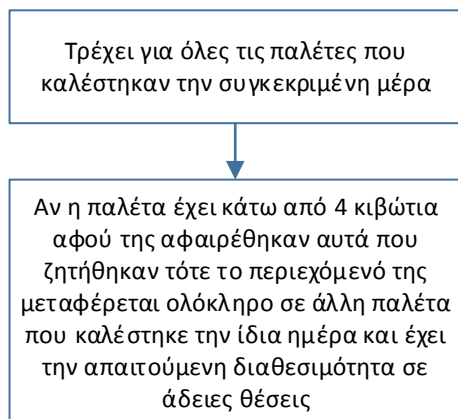 Τρέχει για όλες τις παλέτες που
καλέστηκαν την συγκεκριμένη μέρα
Αν η παλέτα έχει κάτω από 4 κιβώτια
αφού της αφαιρέθηκαν αυτά που
ζητήθηκαν τότε το περιεχόμενό της
μεταφέρεται ολόκληρο σε άλλη παλέτα
που καλέστηκε την ίδια ημέρα και έχει
την απαιτούμενη διαθεσιμότητα σε
άδειες θέσεις